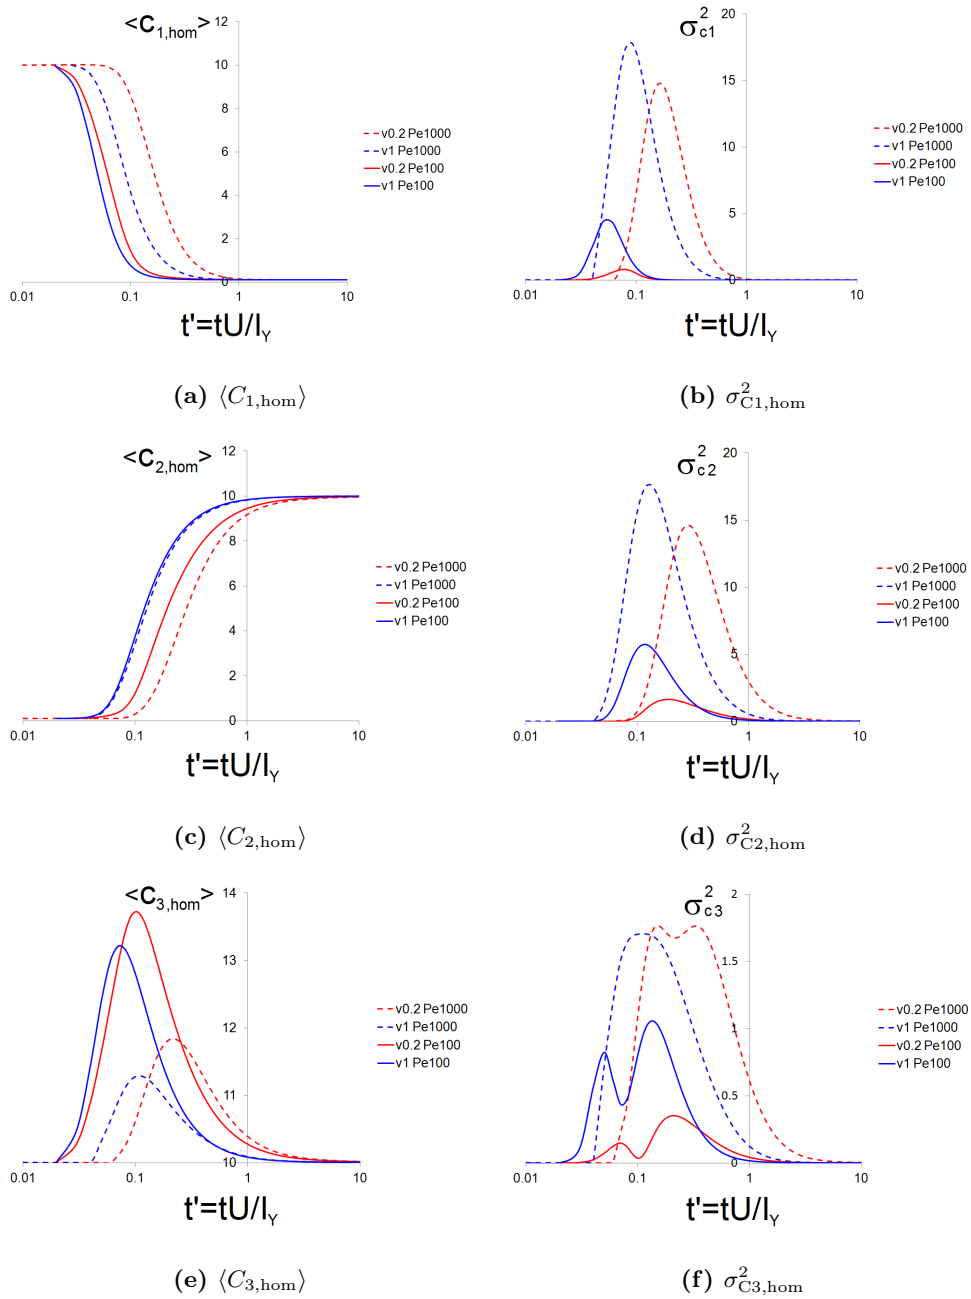 <C1,hom>
12
10
8
6
4
2
0
0.01 0.1 1 10
v0.2 Pe1000
v1 Pe1000
v0.2 Pe100
v1 Pe100
t'=tU/IY
(a) ⟨C1,hom⟩
σ2c1
20
15
10
5
0
0.01 0.1 1 10
v0.2 Pe1000
v1 Pe1000
v0.2 Pe100
v1 Pe100
t'=tU/IY
(b) σ2C1,hom
<C2,hom>
12
10
8
6
4
2
0
0.01 0.1 1 10
v0.2 Pe1000
v1 Pe1000
v0.2 Pe100
v1 Pe100
t'=tU/IY
(c) ⟨C2,hom⟩
σ2c2
20
15
10
5
0
0.01 0.1 1 10
v0.2 Pe1000
v1 Pe1000
v0.2 Pe100
v1 Pe100
t'=tU/IY
(d) σ2C2,hom
<C3,hom>
14
13
12
11
10
0.01 0.1 1 10
v0.2 Pe1000
v1 Pe1000
v0.2 Pe100
v1 Pe100
t'=tU/IY
(e) ⟨C3,hom⟩
σ2c3
2
1.5
1
0.5
0
0.01 0.1 1 10
v0.2 Pe1000
v1 Pe1000
v0.2 Pe100
v1 Pe100
t'=tU/IY
(f) σ2C3,hom